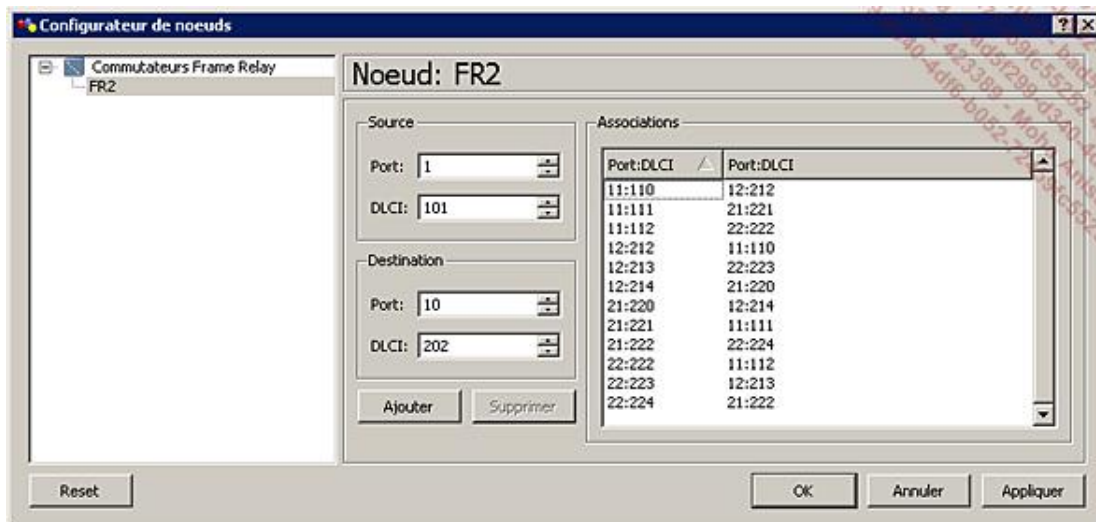 Configurateur de noeuds
Commutateurs Frame Relay
FR2
Noeud: FR2
Source
Port: 1
DLCI: 101
Destination
Port: 10
DLCI: 202
Ajouter Supprimer
Associations
Port:DLCI Port:DLCI
11:110 12:212
11:111 21:221
11:112 22:222
12:212 11:110
12:213 22:223
12:214 21:220
21:220 12:214
21:221 11:111
21:222 22:224
22:222 11:112
22:223 12:213
22:224 21:222
Reset OK Annuler Appliquer